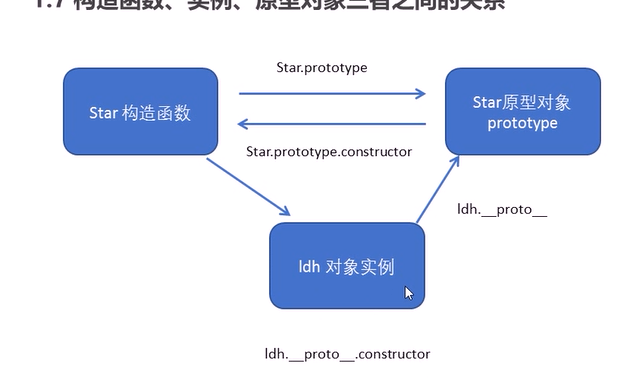 1.7 构造函数、实例、原型对象三者之间的关系
Star.prototype
Star 构造函数
Star原型对象
prototype
Star.prototype.constructor
ldh.__proto__
ldh 对象实例
ldh.__proto__.constructor